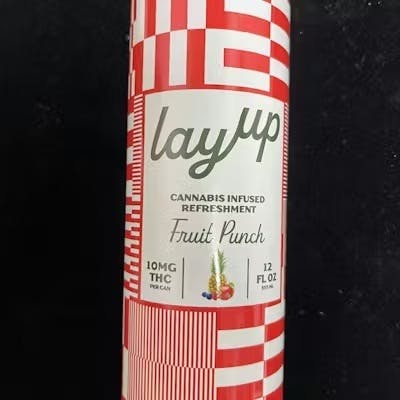 layup
CANNABIS INFUSED
REFRESHMENT
Fruit Punch
10MG
THC
PER CAN
12
FL OZ